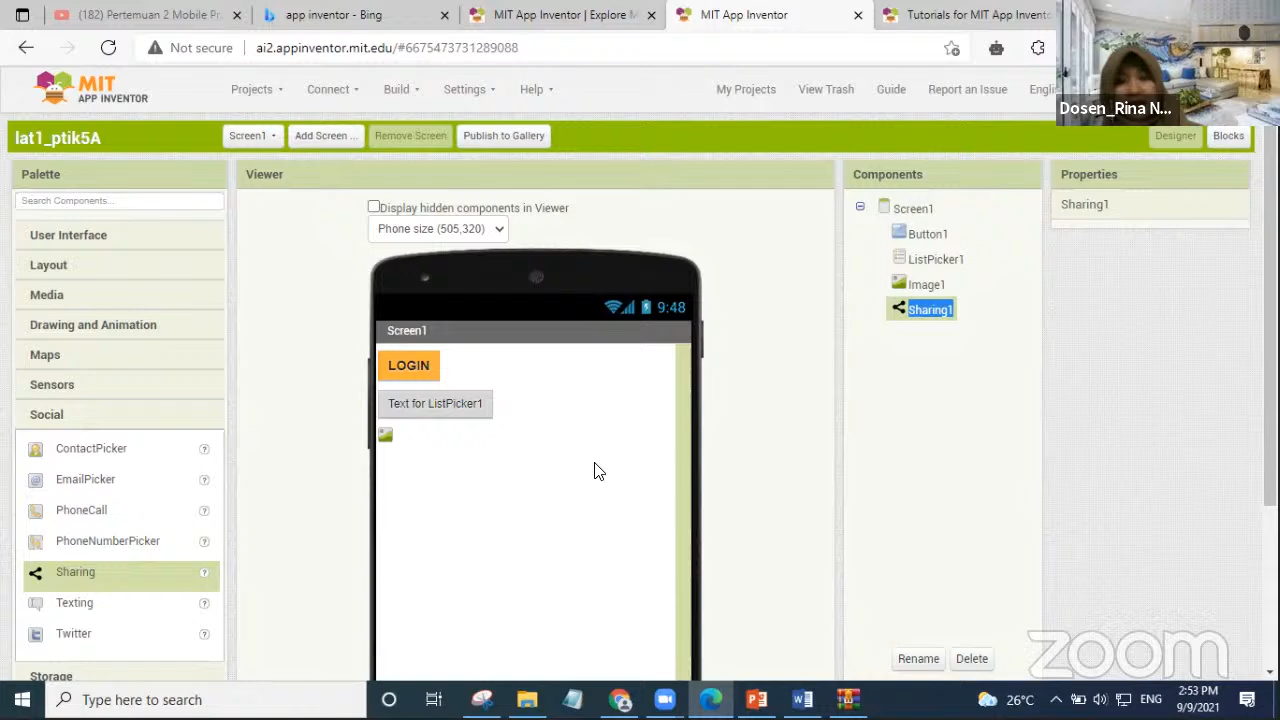 (182) Pertemuan 2 Mobile Pr
app inventor - Bing
MIT App Inventor | Explore M
MIT App Inventor
Tutorials for MIT App Invento
Not secure
ai2.appinventor.mit.edu/#6675473731289088
MIT
APP INVENTOR
Projects
Connect
Build
Settings
Help
My Projects
View Trash
Guide
Report an Issue
Engli
Dosen_Rina N...
lat1_ptik5A
Screen1
Add Screen ...
Remove Screen
Publish to Gallery
Designer
Blocks
Palette
Viewer
Components
Properties
Search Components...
User Interface
Layout
Media
Drawing and Animation
Maps
Sensors
Social
ContactPicker
EmailPicker
PhoneCall
PhoneNumberPicker
Sharing
Texting
Twitter
Storage
Display hidden components in Viewer
Phone size (505,320)
9:48
Screen1
LOGIN
Text for ListPicker1
Screen1
Button1
ListPicker1
Image1
Sharing1
Rename
Delete
Sharing1
zoom
Type here to search
26°C
ENG
2:53 PM
9/9/2021